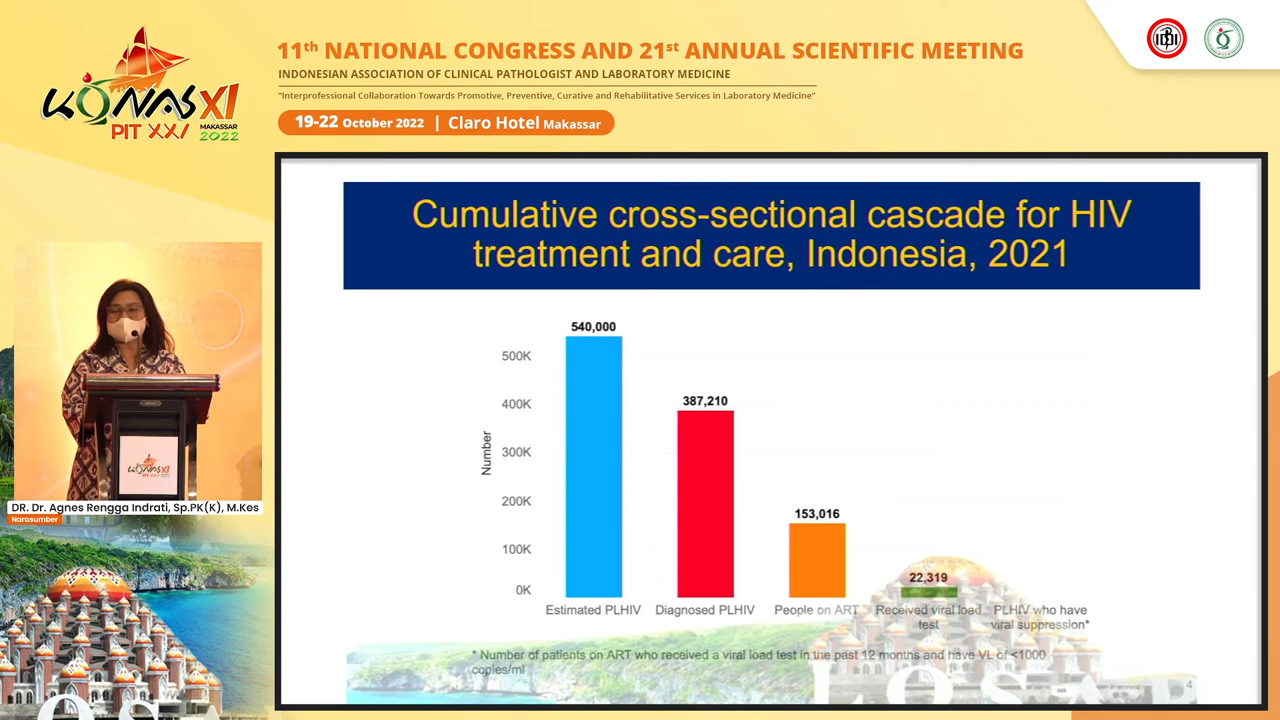 KONAS XI
PIT XXI
MAKASSAR
2022
11th NATIONAL CONGRESS AND 21st ANNUAL SCIENTIFIC MEETING
INDONESIAN ASSOCIATION OF CLINICAL PATHOLOGIST AND LABORATORY MEDICINE
"Interprofessional Collaboration Towards Promotive, Preventive, Curative and Rehabilitative Services in Laboratory Medicine"
19-22 October 2022 | Claro Hotel Makassar
Cumulative cross-sectional cascade for HIV
treatment and care, Indonesia, 2021
540,000
500K
387,210
400K
Number
300K
200K
153,016
100K
22,319
0K
Estimated PLHIV
Diagnosed PLHIV
People on ART
Received viral load
test
PLHIV who have
viral suppression*
* Number of patients on ART who received a viral load test in the past 12 months and have VL of <1000
copies/ml
4
KONAS XI
DR. Dr. Agnes Rengga Indrati, Sp.PK(K), M.Kes
Narasumber